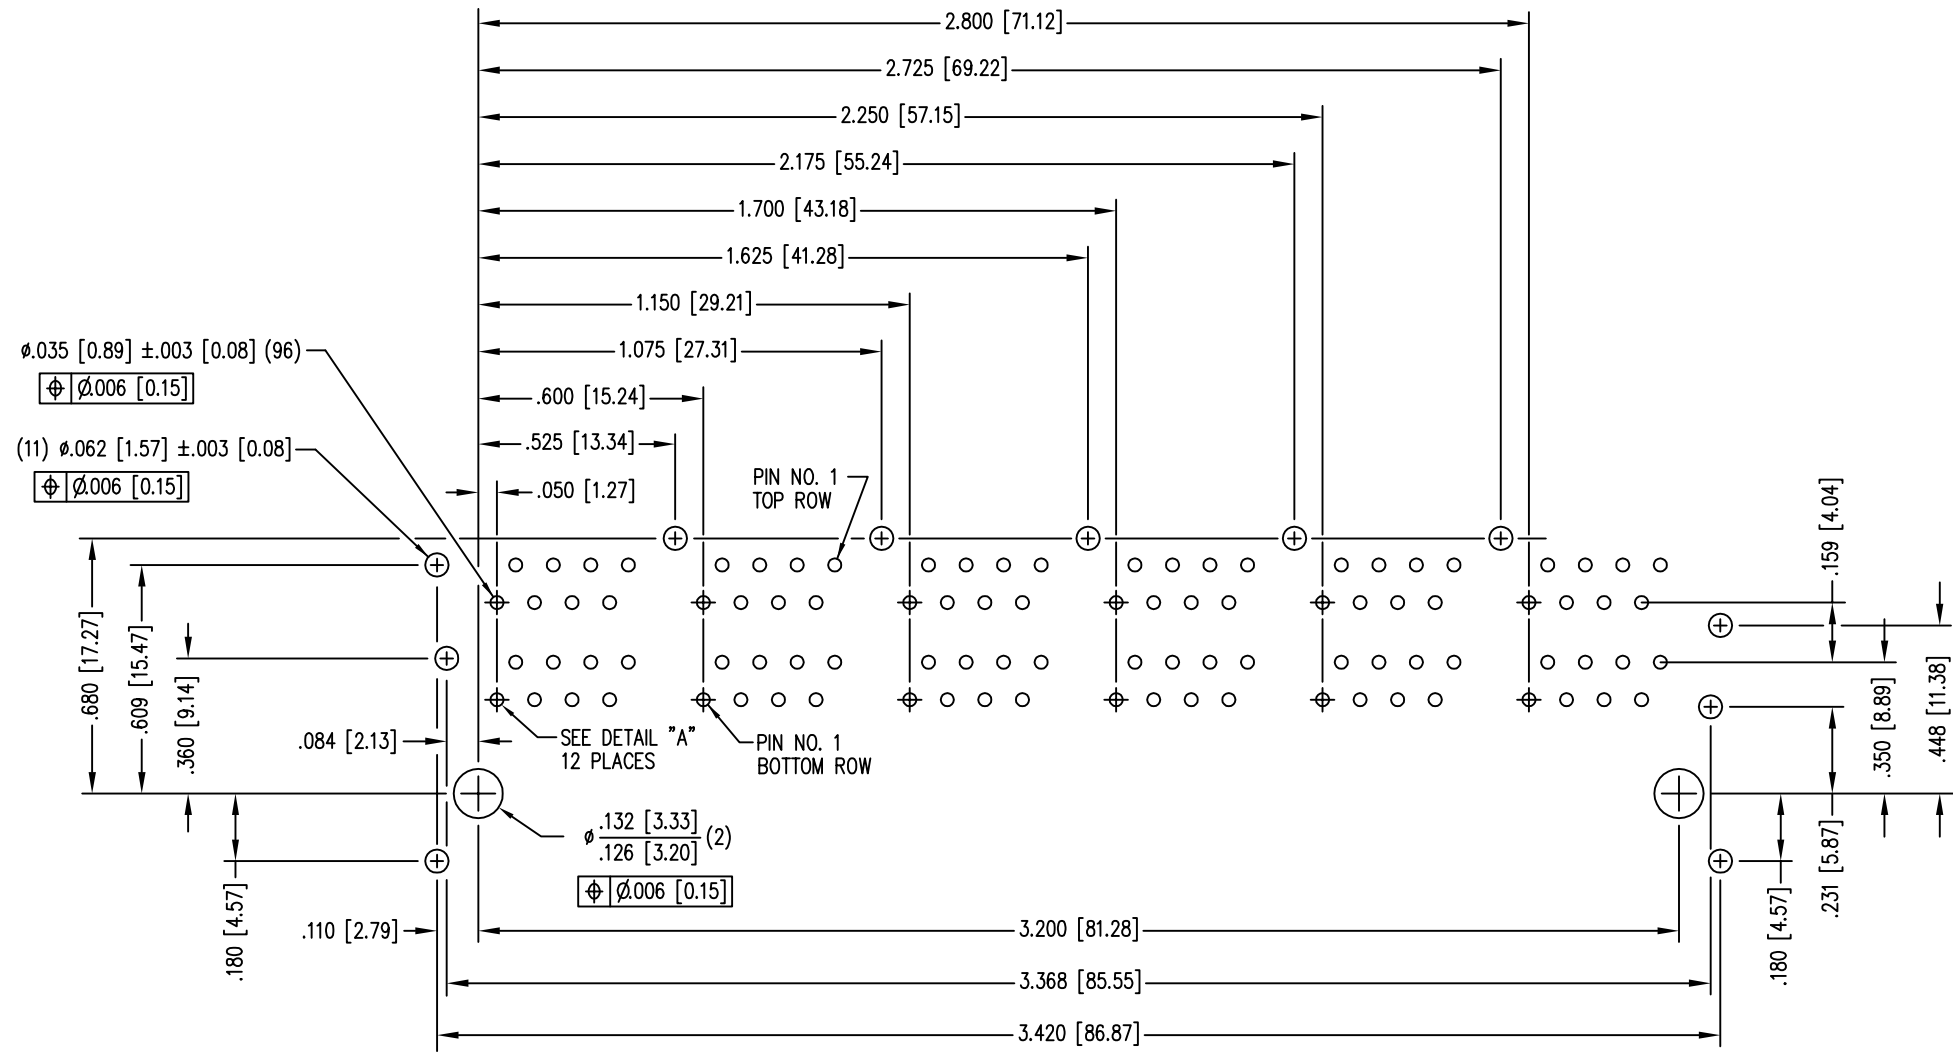 2.800 [71.12]
2.725 [69.22]
2.250 [57.15]
2.175 [55.24]
1.700 [43.18]
1.625 [41.28]
1.150 [29.21]
ø.035 [0.89] ±.003 [0.08] (96)
1.075 [27.31]
⌖ Ø.006 [0.15]
.600 [15.24]
(11) ø.062 [1.57] ±.003 [0.08]
.525 [13.34]
⌖ Ø.006 [0.15]
.050 [1.27]
PIN NO. 1
TOP ROW
.159 [4.04]
.680 [17.27]
.609 [15.47]
.360 [9.14]
.084 [2.13]
SEE DETAIL "A"
12 PLACES
PIN NO. 1
BOTTOM ROW
.350 [8.89]
.448 [11.38]
ø .132 [3.33] (2)
.126 [3.20]
⌖ Ø.006 [0.15]
.231 [5.87]
.180 [4.57]
.110 [2.79]
3.200 [81.28]
.180 [4.57]
3.368 [85.55]
3.420 [86.87]